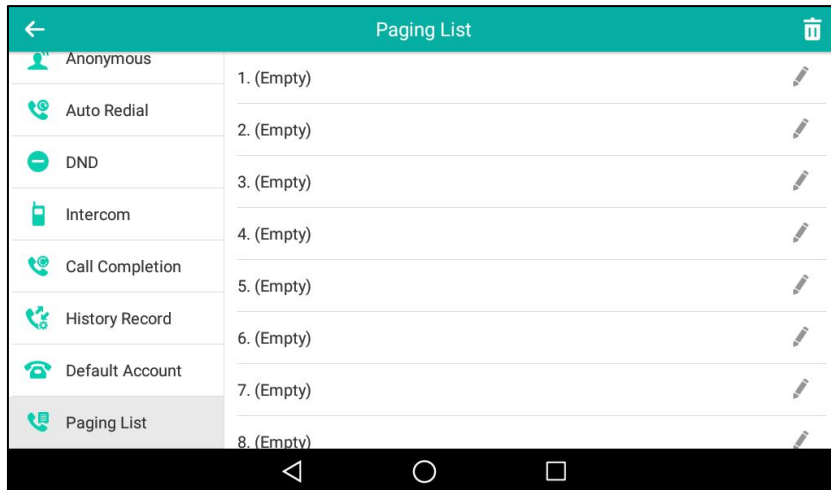 Paging List
Anonymous
Auto Redial
DND
Intercom
Call Completion
History Record
Default Account
Paging List
1. (Empty)
2. (Empty)
3. (Empty)
4. (Empty)
5. (Empty)
6. (Empty)
7. (Empty)
8. (Empty)